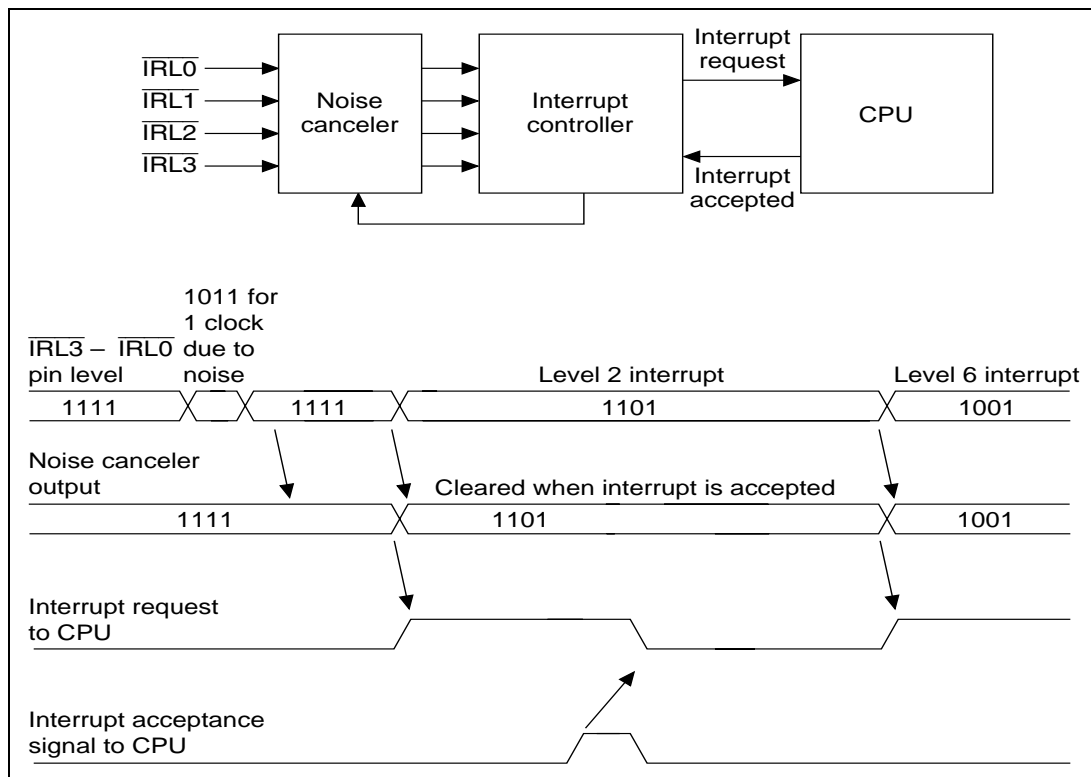 IRL0
IRL1
IRL2
IRL3
Noise
canceler
Interrupt
controller
Interrupt
request
Interrupt
accepted
CPU
IRL3 – IRL0
pin level
1011 for
1 clock
due to
noise
Level 2 interrupt
Level 6 interrupt
1111
1111
1101
1001
Noise canceler
output
Cleared when interrupt is accepted
1111
1101
1001
Interrupt request
to CPU
Interrupt acceptance
signal to CPU